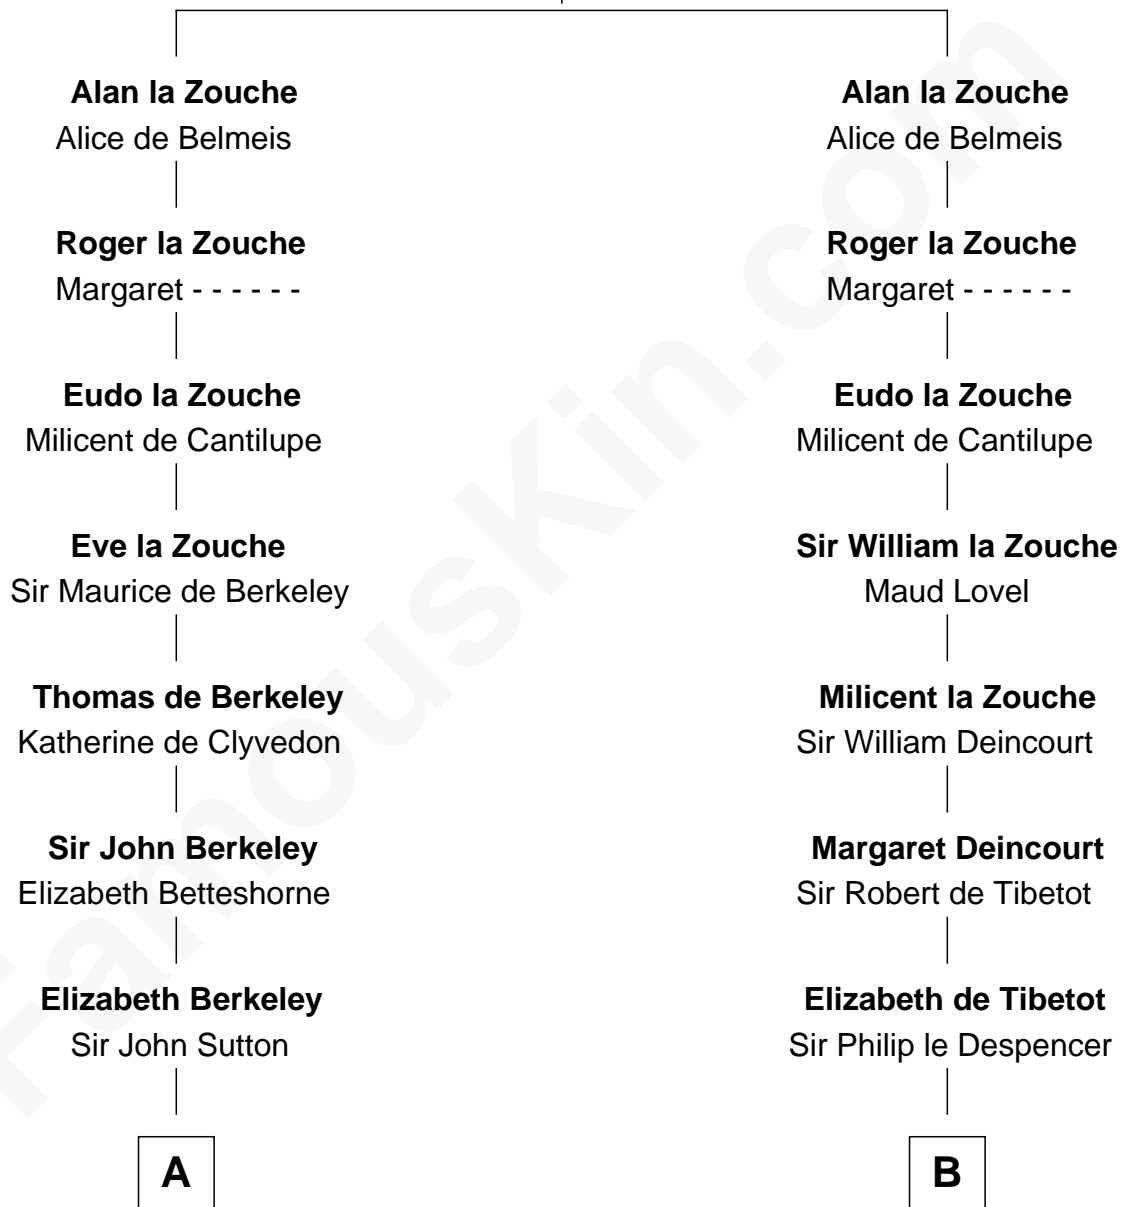 Alan la Zouche
Alice de Belmeis
Roger la Zouche
Margaret - - - - - -
Eudo la Zouche
Milicent de Cantilupe
Eve la Zouche
Sir Maurice de Berkeley
Thomas de Berkeley
Katherine de Clyvedon
Sir John Berkeley
Elizabeth Betteshorne
Elizabeth Berkeley
Sir John Sutton
A
Alan la Zouche
Alice de Belmeis
Roger la Zouche
Margaret - - - - - -
Eudo la Zouche
Milicent de Cantilupe
Sir William la Zouche
Maud Lovel
Milicent la Zouche
Sir William Deincourt
Margaret Deincourt
Sir Robert de Tibetot
Elizabeth de Tibetot
Sir Philip le Despencer
B
FamousKin.com